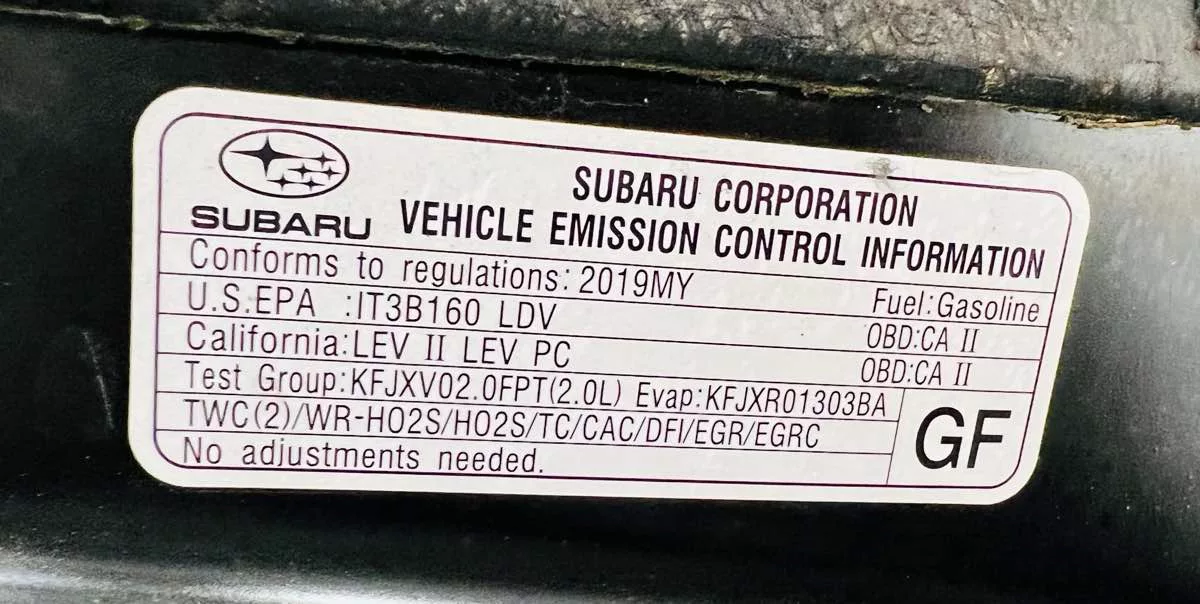 SUBARU
SUBARU CORPORATION
VEHICLE EMISSION CONTROL INFORMATION
Conforms to regulations: 2019MY Fuel:Gasoline
U.S.EPA :IT3B160 LDV OBD:CA II
California:LEV II LEV PC OBD:CA II
Test Group:KFJXV02.0FPT(2.0L) Evap:KFJXR01303BA
TWC(2)/WR-HO2S/HO2S/TC/CAC/DFI/EGR/EGRC
No adjustments needed.
GF